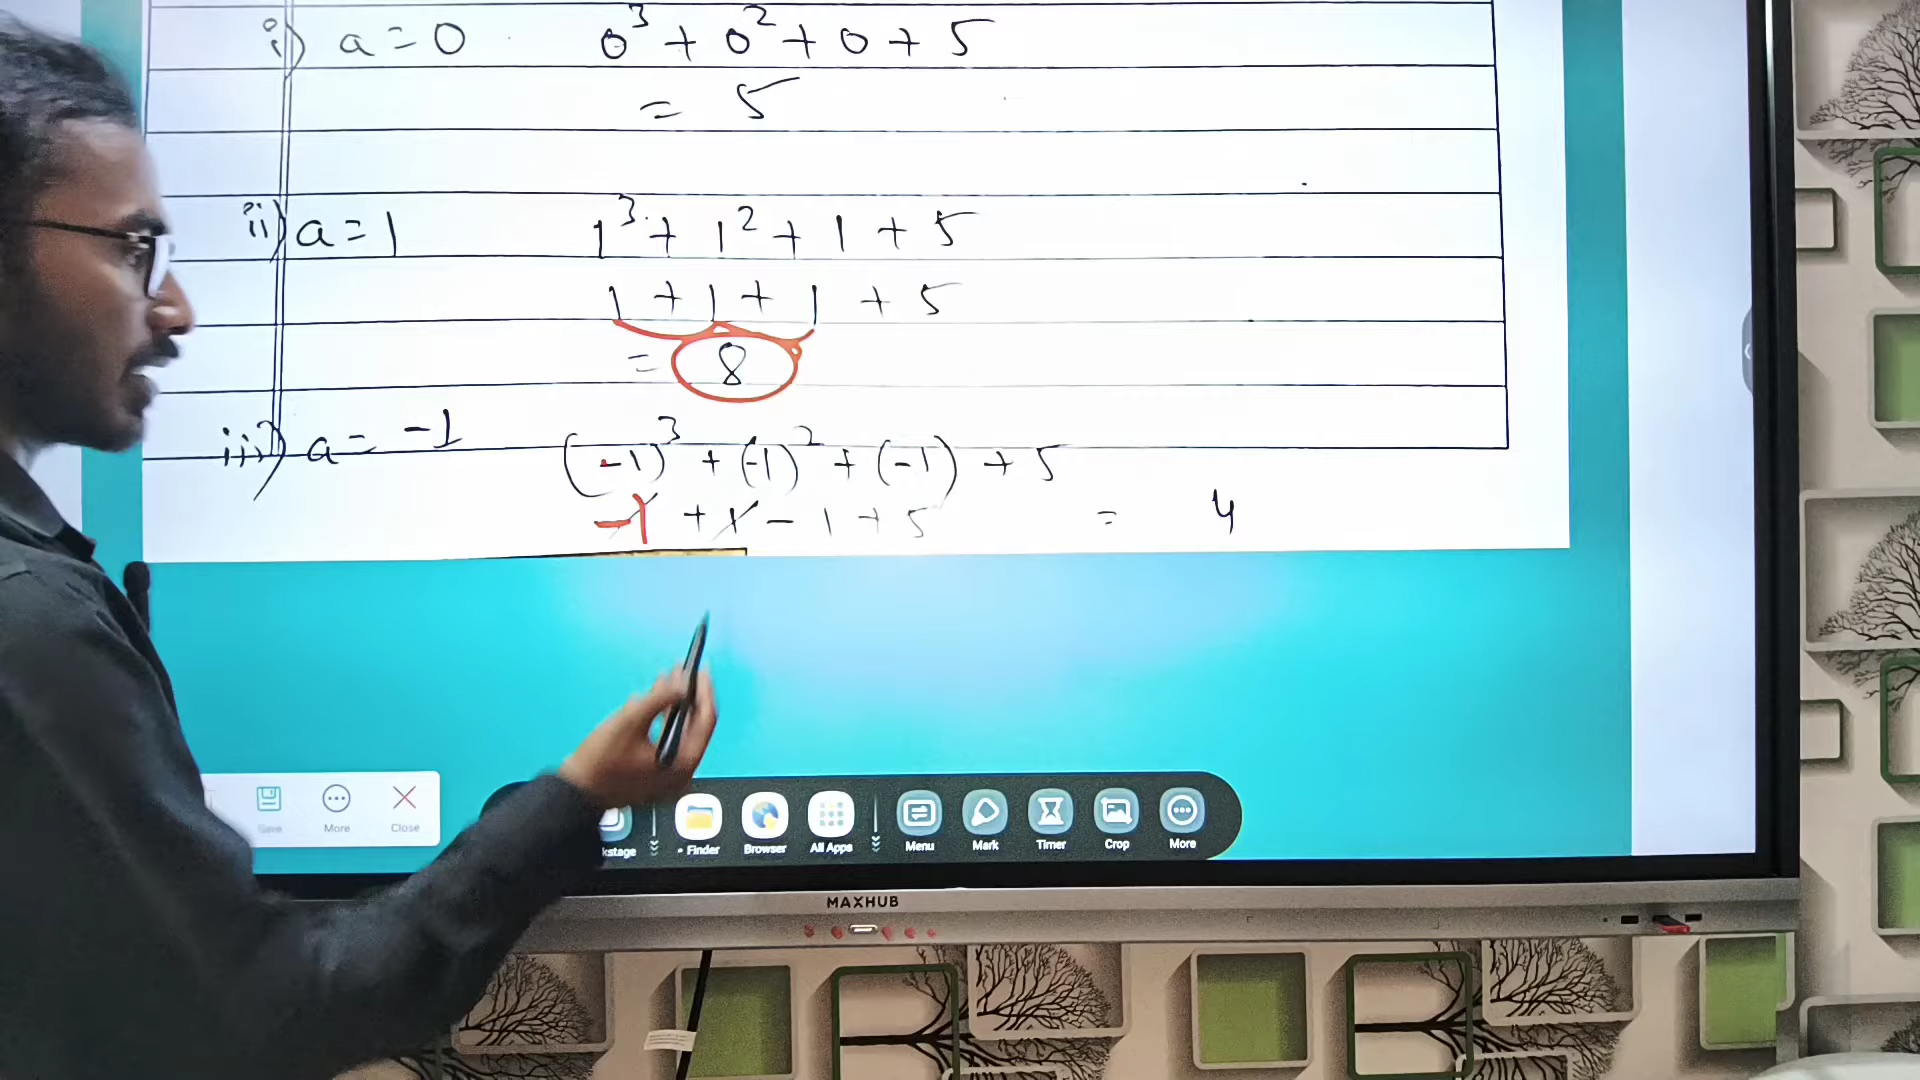 i) a = 0 0³ + 0² + 0 + 5
= 5
ii) a = 1 1³ + 1² + 1 + 5
1 + 1 + 1 + 5
= 8
iii) a = -1 (-1)³ + (-1)² + (-1) + 5
-1 + 1 - 1 + 5 = 4
Save More Close
kstage Finder Browser All Apps Menu Mark Timer Crop More
MAXHUB